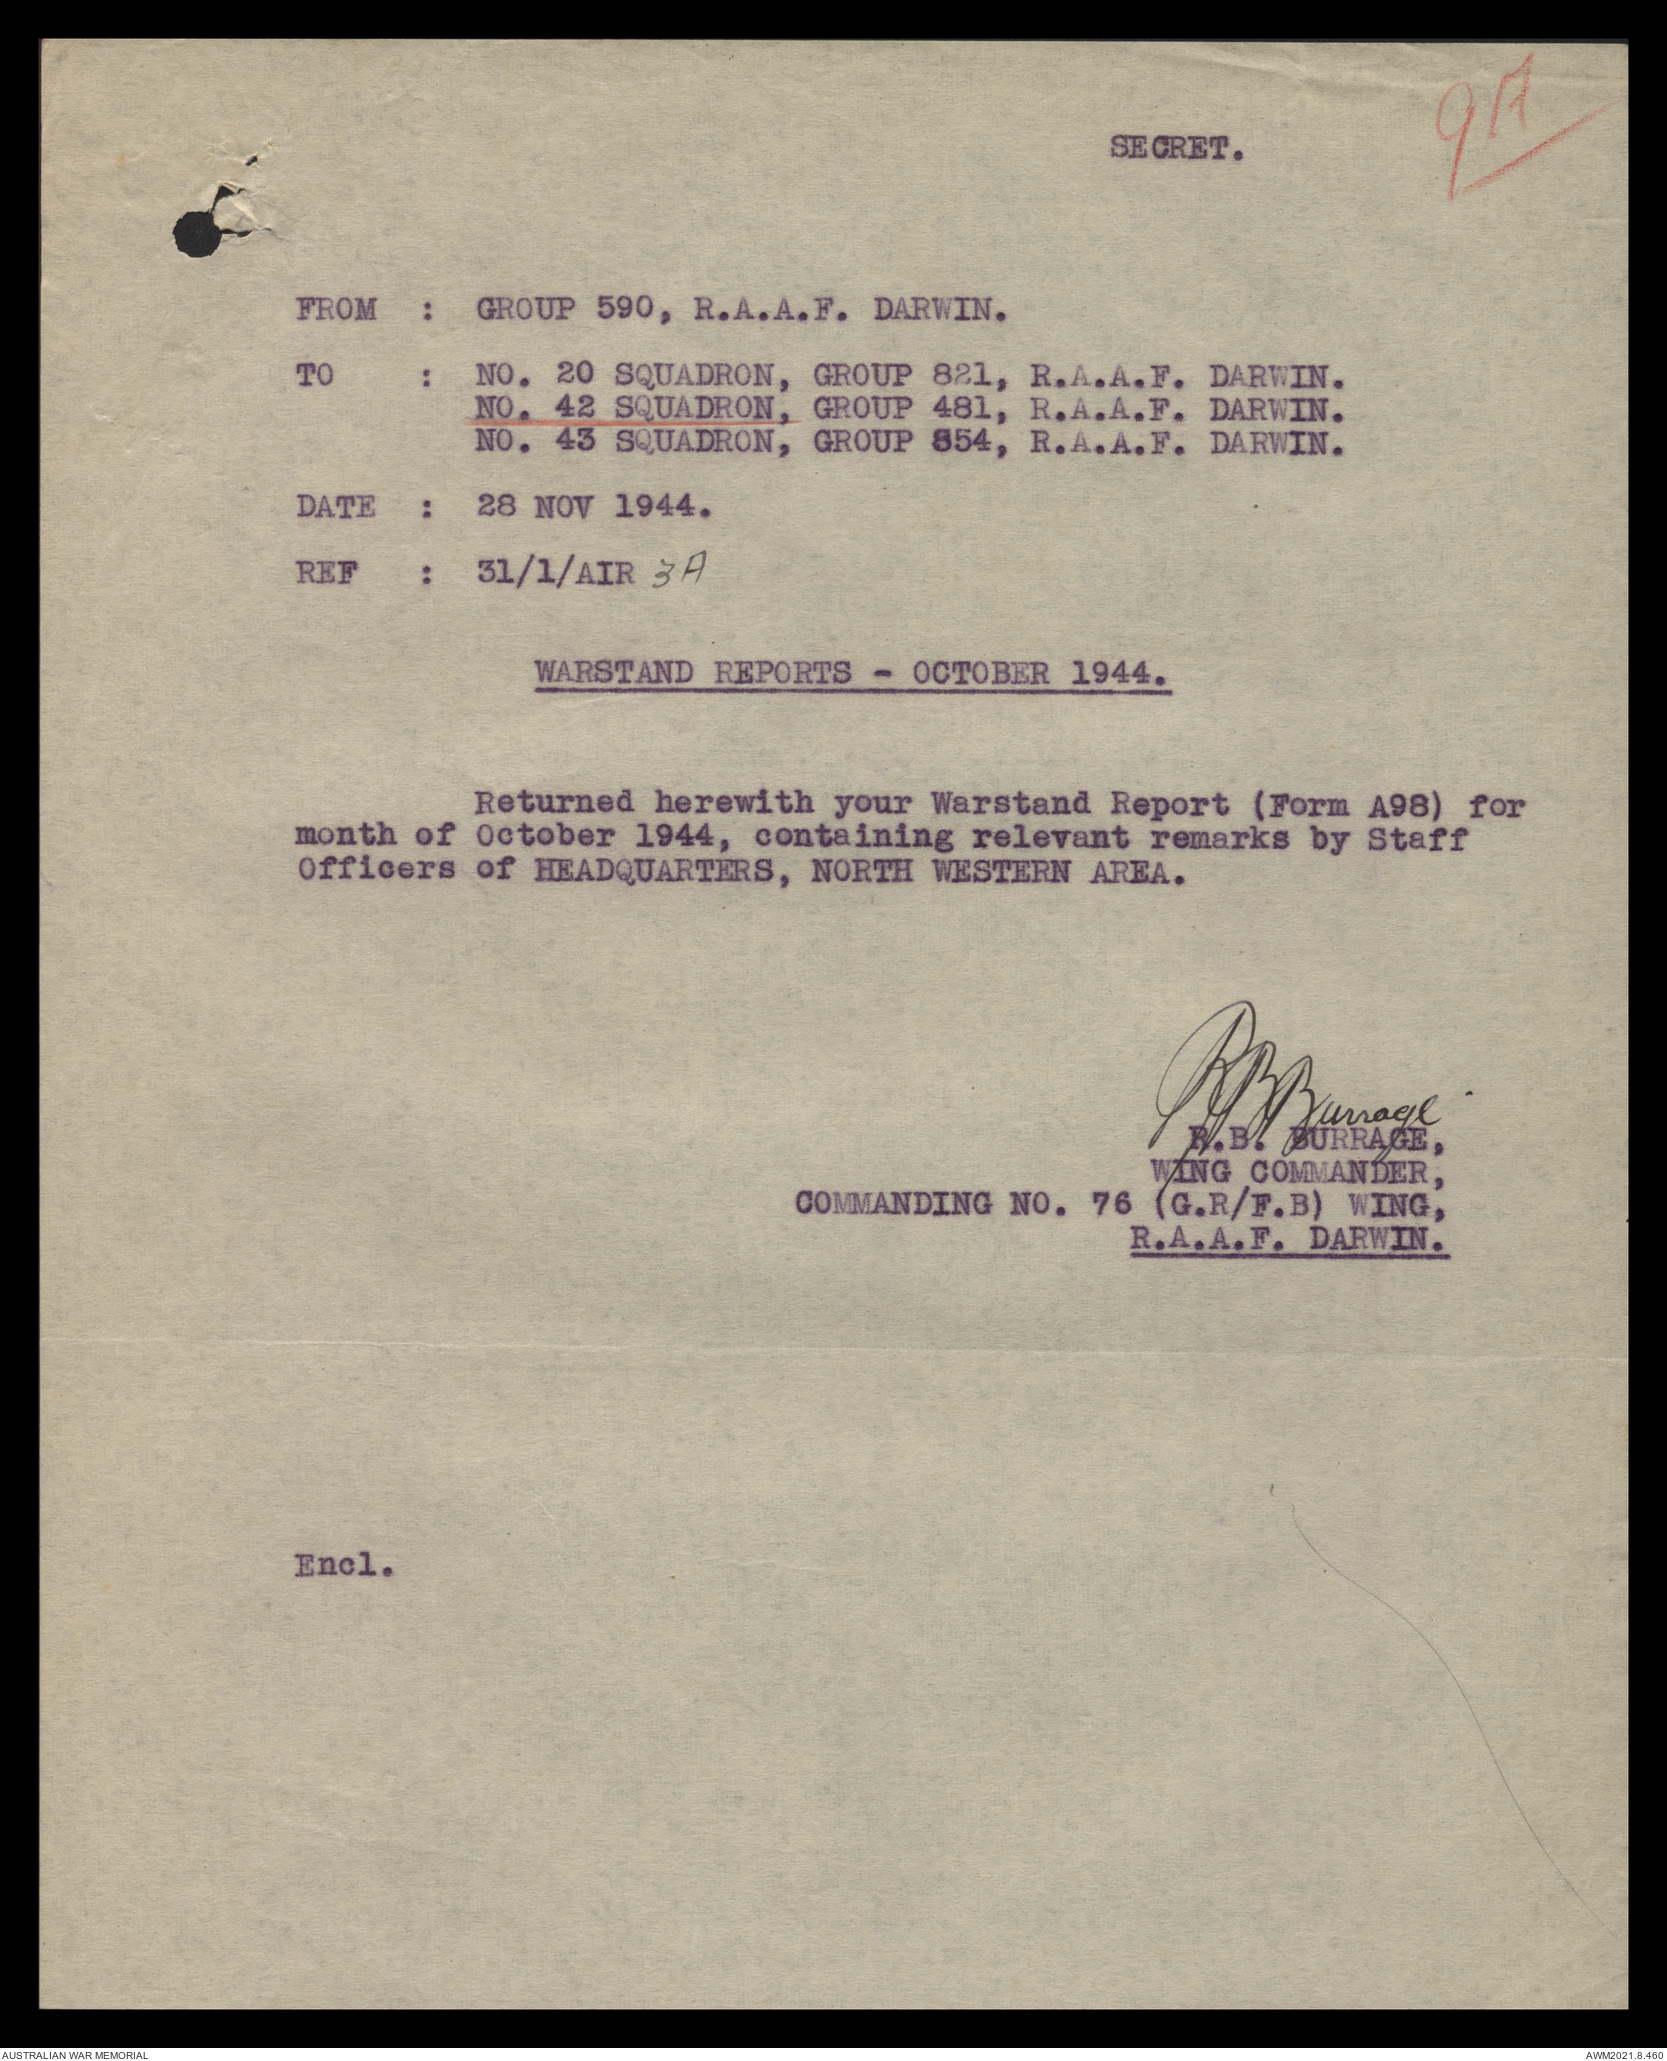 9A
SECRET.
FROM : GROUP 590, R.A.A.F. DARWIN.
TO : NO. 20 SQUADRON, GROUP 821, R.A.A.F. DARWIN.
NO. 42 SQUADRON, GROUP 481, R.A.A.F. DARWIN.
NO. 43 SQUADRON, GROUP 854, R.A.A.F. DARWIN.
DATE : 28 NOV 1944.
REF : 31/1/AIR 3A
WARSTAND REPORTS - OCTOBER 1944.
Returned herewith your Warstand Report (Form A98) for
month of October 1944, containing relevant remarks by Staff
Officers of HEADQUARTERS, NORTH WESTERN AREA.
RBBurrage
R.B. BURRAGE,
WING COMMANDER,
COMMANDING NO. 76 (G.R/F.B) WING,
R.A.A.F. DARWIN.
Encl.
AUSTRALIAN WAR MEMORIAL
AWM2021.8.460